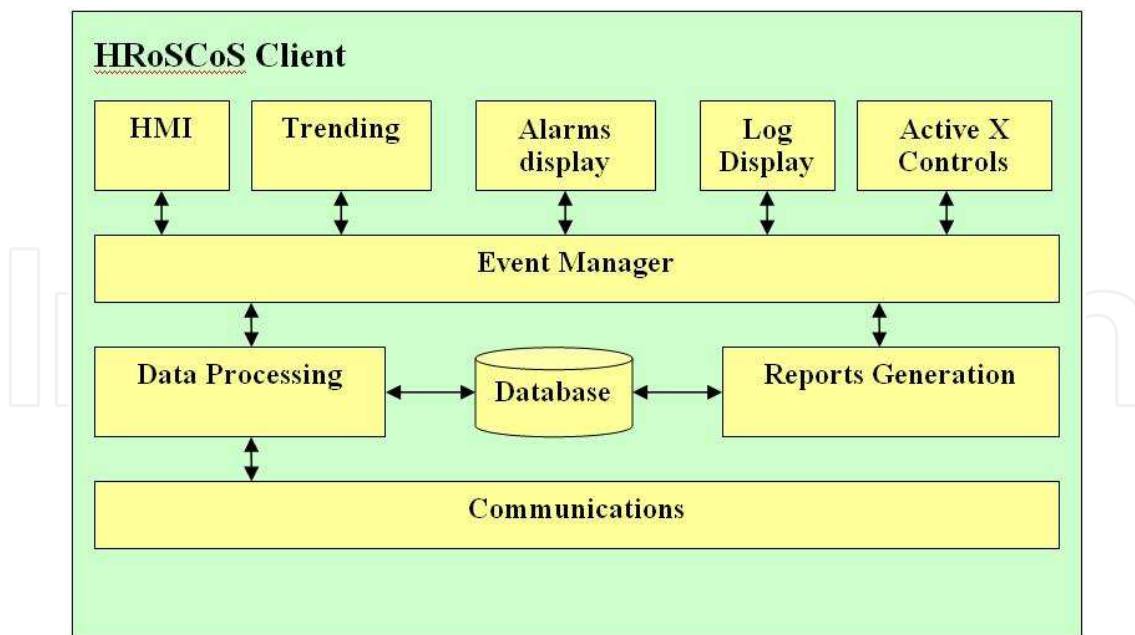 HRoSCoS Client
HMI
Trending
Alarms
display
Log
Display
Active X
Controls
Event Manager
Data Processing
Database
Reports Generation
Communications